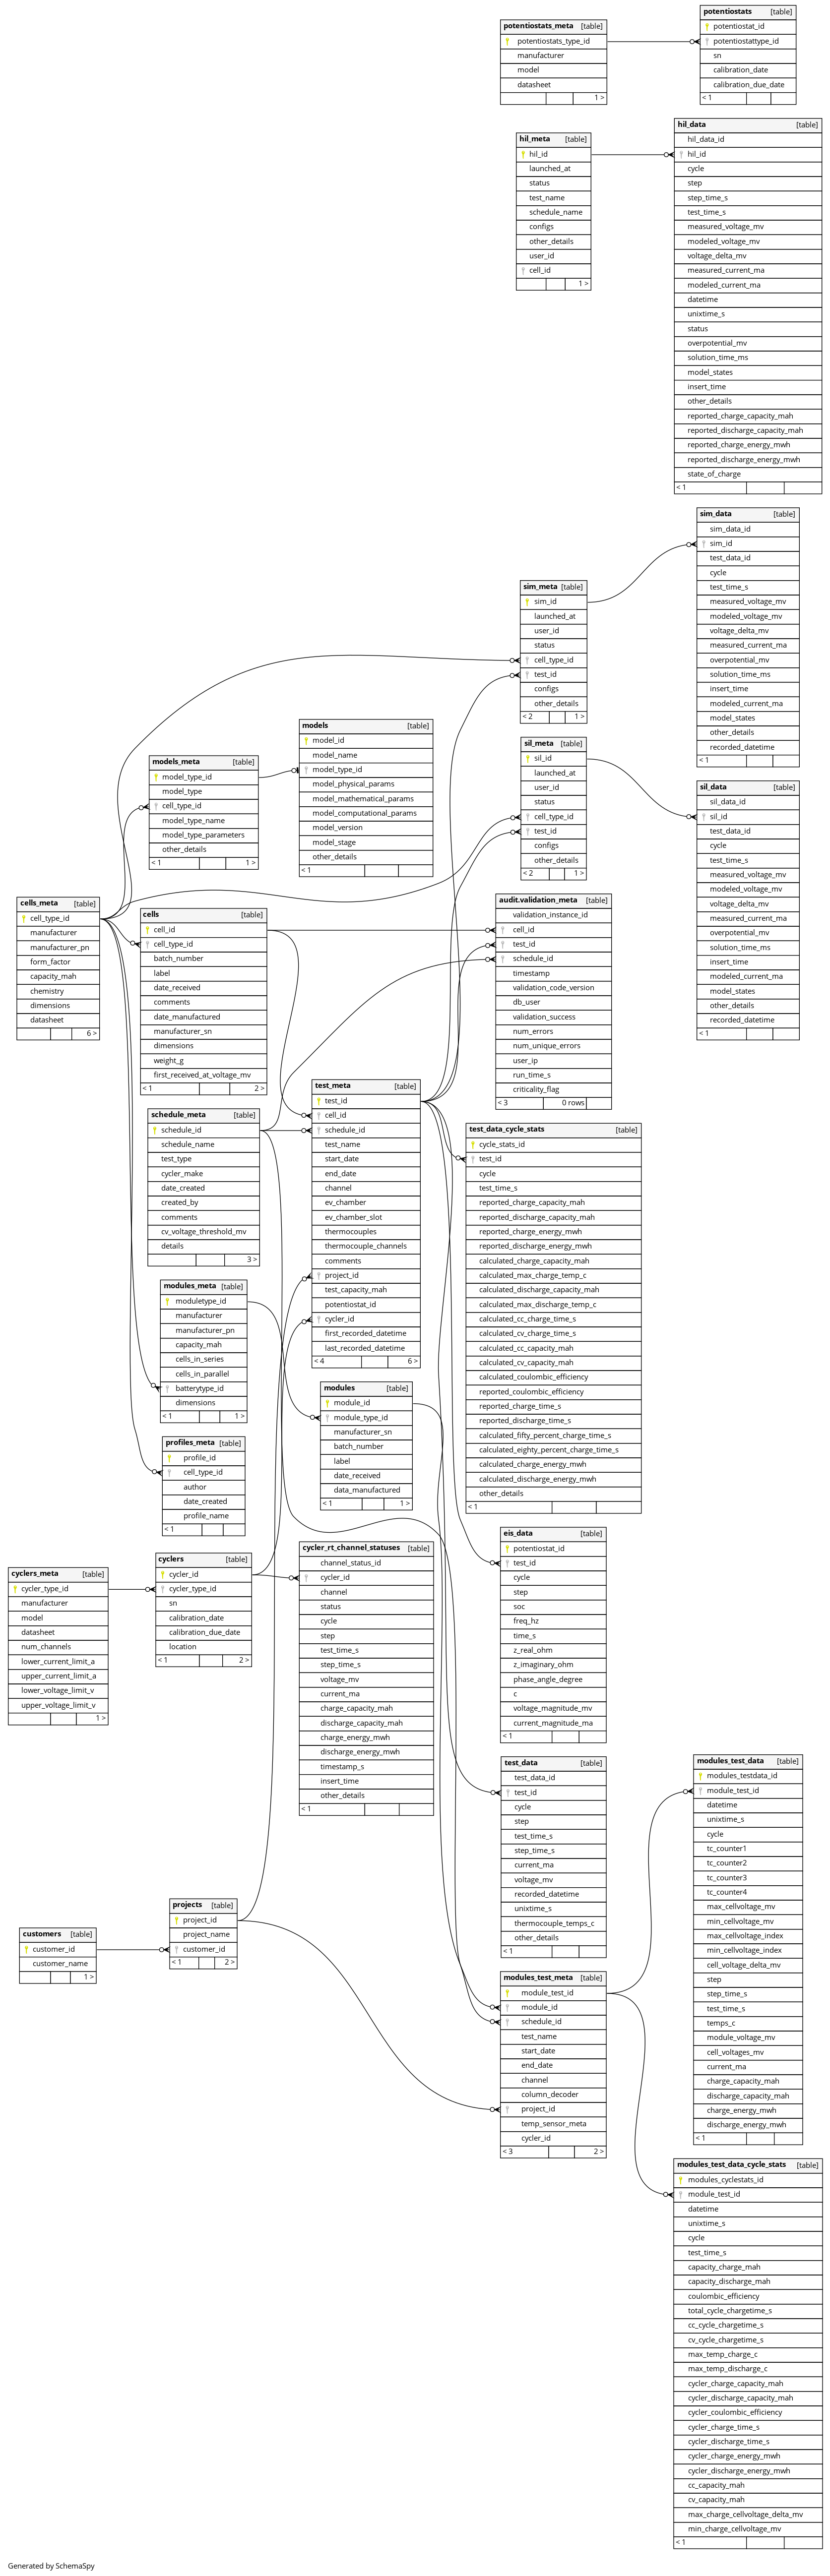 potentiostats [table]
potentiostat_id
potentiostattype_id
sn
calibration_date
calibration_due_date
< 1
potentiostats_meta [table]
potentiostats_type_id
manufacturer
model
datasheet
1 >
hil_data [table]
hil_data_id
hil_id
cycle
step
step_time_s
test_time_s
measured_voltage_mv
modeled_voltage_mv
voltage_delta_mv
measured_current_ma
modeled_current_ma
datetime
unixtime_s
status
overpotential_mv
solution_time_ms
model_states
insert_time
other_details
reported_charge_capacity_mah
reported_discharge_capacity_mah
reported_charge_energy_mwh
reported_discharge_energy_mwh
state_of_charge
< 1
hil_meta [table]
hil_id
launched_at
status
test_name
schedule_name
configs
other_details
user_id
cell_id
1 >
sim_data [table]
sim_data_id
sim_id
test_data_id
cycle
test_time_s
measured_voltage_mv
modeled_voltage_mv
voltage_delta_mv
measured_current_ma
overpotential_mv
solution_time_ms
insert_time
modeled_current_ma
model_states
other_details
recorded_datetime
< 1
sim_meta [table]
sim_id
launched_at
user_id
status
cell_type_id
test_id
configs
other_details
< 2 1 >
models [table]
model_id
model_name
model_type_id
model_physical_params
model_mathematical_params
model_computational_params
model_version
model_stage
other_details
< 1
sil_meta [table]
sil_id
launched_at
user_id
status
cell_type_id
test_id
configs
other_details
< 2 1 >
models_meta [table]
model_type_id
model_type
cell_type_id
model_type_name
model_type_parameters
other_details
< 1 1 >
sil_data [table]
sil_data_id
sil_id
test_data_id
cycle
test_time_s
measured_voltage_mv
modeled_voltage_mv
voltage_delta_mv
measured_current_ma
overpotential_mv
solution_time_ms
insert_time
modeled_current_ma
model_states
other_details
recorded_datetime
< 1
cells_meta [table]
cell_type_id
manufacturer
manufacturer_pn
form_factor
capacity_mah
chemistry
dimensions
datasheet
6 >
cells [table]
cell_id
cell_type_id
batch_number
label
date_received
comments
date_manufactured
manufacturer_sn
dimensions
weight_g
first_received_at_voltage_mv
< 1 2 >
audit.validation_meta [table]
validation_instance_id
cell_id
test_id
schedule_id
timestamp
validation_code_version
db_user
validation_success
num_errors
num_unique_errors
user_ip
run_time_s
criticality_flag
< 3 0 rows
test_meta [table]
test_id
cell_id
schedule_id
test_name
start_date
end_date
channel
ev_chamber
ev_chamber_slot
thermocouples
thermocouple_channels
comments
project_id
test_capacity_mah
potentiostat_id
cycler_id
first_recorded_datetime
last_recorded_datetime
< 4 6 >
schedule_meta [table]
schedule_id
schedule_name
test_type
cycler_make
date_created
created_by
comments
cv_voltage_threshold_mv
details
3 >
test_data_cycle_stats [table]
cycle_stats_id
test_id
cycle
test_time_s
reported_charge_capacity_mah
reported_discharge_capacity_mah
reported_charge_energy_mwh
reported_discharge_energy_mwh
calculated_charge_capacity_mah
calculated_max_charge_temp_c
calculated_discharge_capacity_mah
calculated_max_discharge_temp_c
calculated_cc_charge_time_s
calculated_cv_charge_time_s
calculated_cc_capacity_mah
calculated_cv_capacity_mah
calculated_coulombic_efficiency
reported_coulombic_efficiency
reported_charge_time_s
reported_discharge_time_s
calculated_fifty_percent_charge_time_s
calculated_eighty_percent_charge_time_s
calculated_charge_energy_mwh
calculated_discharge_energy_mwh
other_details
< 1
modules_meta [table]
moduletype_id
manufacturer
manufacturer_pn
capacity_mah
cells_in_series
cells_in_parallel
batterytype_id
dimensions
< 1 1 >
modules [table]
module_id
module_type_id
manufacturer_sn
batch_number
label
date_received
data_manufactured
< 1 1 >
profiles_meta [table]
profile_id
cell_type_id
author
date_created
profile_name
< 1
eis_data [table]
potentiostat_id
test_id
cycle
step
soc
freq_hz
time_s
z_real_ohm
z_imaginary_ohm
phase_angle_degree
c
voltage_magnitude_mv
current_magnitude_ma
< 1
cycler_rt_channel_statuses [table]
channel_status_id
cycler_id
channel
status
cycle
step
test_time_s
step_time_s
voltage_mv
current_ma
charge_capacity_mah
discharge_capacity_mah
charge_energy_mwh
discharge_energy_mwh
timestamp_s
insert_time
other_details
< 1
cyclers [table]
cycler_id
cycler_type_id
sn
calibration_date
calibration_due_date
location
< 1 2 >
cyclers_meta [table]
cycler_type_id
manufacturer
model
datasheet
num_channels
lower_current_limit_a
upper_current_limit_a
lower_voltage_limit_v
upper_voltage_limit_v
1 >
test_data [table]
test_data_id
test_id
cycle
step
test_time_s
step_time_s
current_ma
voltage_mv
recorded_datetime
unixtime_s
thermocouple_temps_c
other_details
< 1
modules_test_data [table]
modules_testdata_id
module_test_id
datetime
unixtime_s
cycle
tc_counter1
tc_counter2
tc_counter3
tc_counter4
max_cellvoltage_mv
min_cellvoltage_mv
max_cellvoltage_index
min_cellvoltage_index
cell_voltage_delta_mv
step
step_time_s
test_time_s
temps_c
module_voltage_mv
cell_voltages_mv
current_ma
charge_capacity_mah
discharge_capacity_mah
charge_energy_mwh
discharge_energy_mwh
< 1
projects [table]
project_id
project_name
customer_id
< 1 2 >
customers [table]
customer_id
customer_name
1 >
modules_test_meta [table]
module_test_id
module_id
schedule_id
test_name
start_date
end_date
channel
column_decoder
project_id
temp_sensor_meta
cycler_id
< 3 2 >
modules_test_data_cycle_stats [table]
modules_cyclestats_id
module_test_id
datetime
unixtime_s
cycle
test_time_s
capacity_charge_mah
capacity_discharge_mah
coulombic_efficiency
total_cycle_chargetime_s
cc_cycle_chargetime_s
cv_cycle_chargetime_s
max_temp_charge_c
max_temp_discharge_c
cycler_charge_capacity_mah
cycler_discharge_capacity_mah
cycler_coulombic_efficiency
cycler_charge_time_s
cycler_discharge_time_s
cycler_charge_energy_mwh
cycler_discharge_energy_mwh
cc_capacity_mah
cv_capacity_mah
max_charge_cellvoltage_delta_mv
min_charge_cellvoltage_mv
< 1
Generated by SchemaSpy